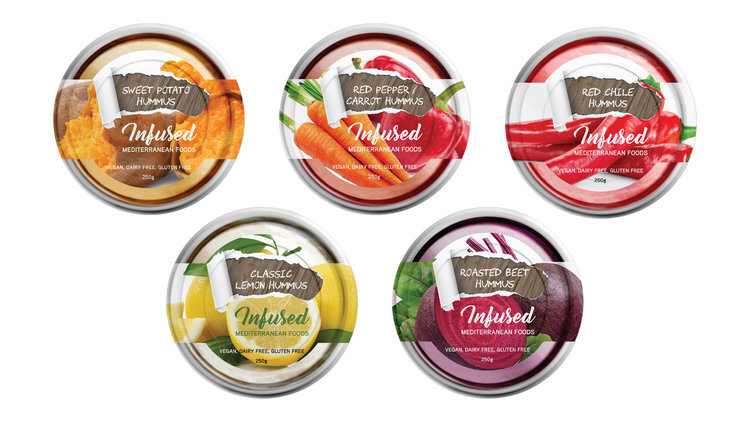 SWEET POTATO
HUMMUS
Infused
MEDITERRANEAN FOODS
VEGAN, DAIRY FREE, GLUTEN FREE
250g
RED PEPPER /
CARROT HUMMUS
Infused
MEDITERRANEAN FOODS
VEGAN, DAIRY FREE, GLUTEN FREE
250g
RED CHILE
HUMMUS
Infused
MEDITERRANEAN FOODS
VEGAN, DAIRY FREE, GLUTEN FREE
250g
CLASSIC
LEMON HUMMUS
Infused
MEDITERRANEAN FOODS
VEGAN, DAIRY FREE, GLUTEN FREE
250g
ROASTED BEET
HUMMUS
Infused
MEDITERRANEAN FOODS
VEGAN, DAIRY FREE, GLUTEN FREE
250g